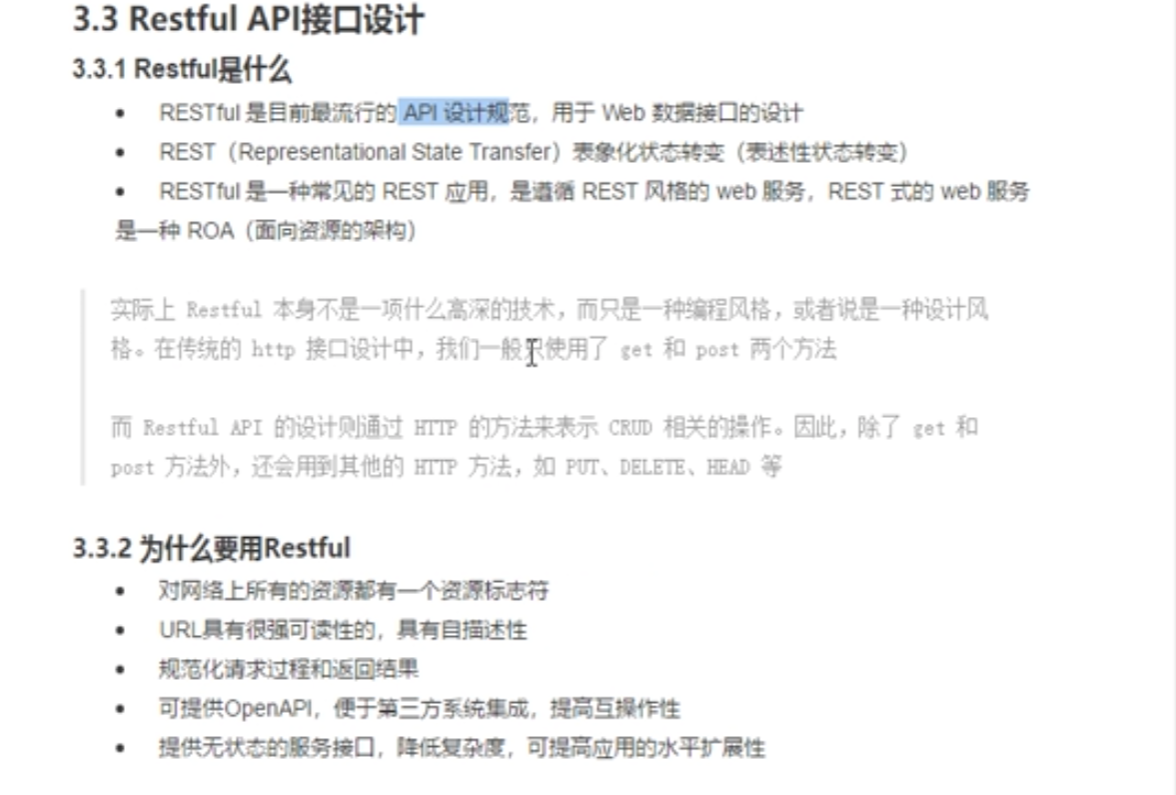 3.3 Restful API接口设计
3.3.1 Restful是什么
• RESTful 是目前最流行的 API 设计规范，用于 Web 数据接口的设计
• REST（Representational State Transfer）表象化状态转变（表述性状态转变）
• RESTful 是一种常见的 REST 应用，是遵循 REST 风格的 web 服务，REST 式的 web 服务
是一种 ROA（面向资源的架构）
实际上 Restful 本身不是一项什么高深的技术，而只是一种编程风格，或者说是一种设计风
格。在传统的 http 接口设计中，我们一般只使用了 get 和 post 两个方法
而 Restful API 的设计则通过 HTTP 的方法来表示 CRUD 相关的操作。因此，除了 get 和
post 方法外，还会用到其他的 HTTP 方法，如 PUT、DELETE、HEAD 等
3.3.2 为什么要用Restful
• 对网络上所有的资源都有一个资源标志符
• URL具有很强可读性的，具有自描述性
• 规范化请求过程和返回结果
• 可提供OpenAPI，便于第三方系统集成，提高互操作性
• 提供无状态的服务接口，降低复杂度，可提高应用的水平扩展性